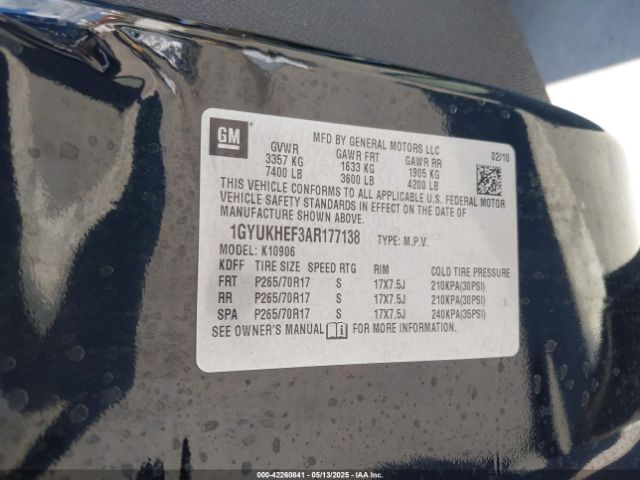 GM
MFD BY GENERAL MOTORS LLC
02/10
GVWR GAWR FRT GAWR RR
3357 KG 1633 KG 1905 KG
7400 LB 3600 LB 4200 LB
THIS VEHICLE CONFORMS TO ALL APPLICABLE U.S. FEDERAL MOTOR
VEHICLE SAFETY STANDARDS IN EFFECT ON THE DATE OF
MANUFACTURE SHOWN ABOVE.
1GYUKHEF3AR177138 TYPE: M.P.V.
MODEL: K10906
KDFF TIRE SIZE SPEED RTG RIM COLD TIRE PRESSURE
FRT P265/70R17 S 17X7.5J 210KPA(30PSI)
RR P265/70R17 S 17X7.5J 210KPA(30PSI)
SPA P265/70R17 S 17X7.5J 240KPA(35PSI)
SEE OWNER'S MANUAL FOR MORE INFORMATION.
000-42260841 - 05/13/2025 - IAAI.COM